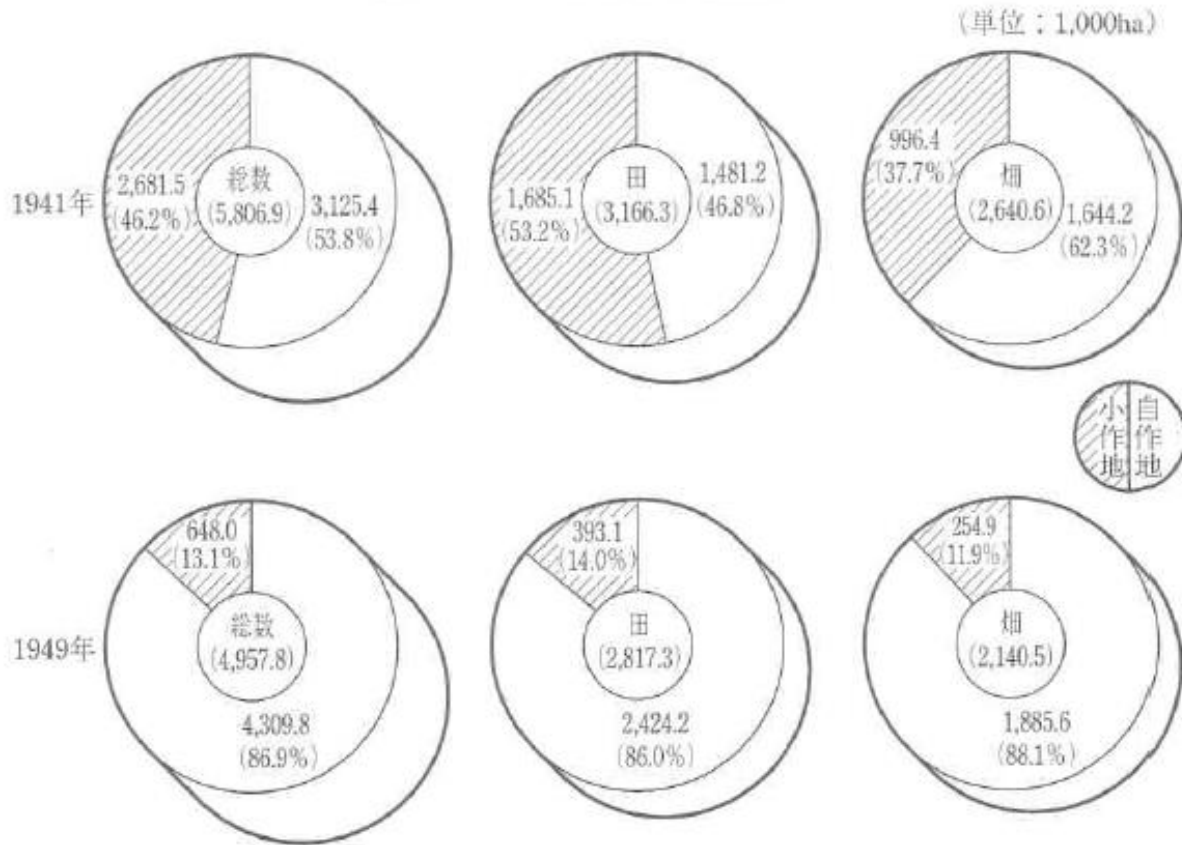 (単位：1,000ha)
1941年
2,681.5
(46.2%)
総数
(5,806.9)
3,125.4
(53.8%)
1,685.1
(53.2%)
田
(3,166.3)
1,481.2
(46.8%)
996.4
(37.7%)
畑
(2,640.6)
1,644.2
(62.3%)
小作地
自作地
1949年
648.0
(13.1%)
総数
(4,957.8)
4,309.8
(86.9%)
393.1
(14.0%)
田
(2,817.3)
2,424.2
(86.0%)
254.9
(11.9%)
畑
(2,140.5)
1,885.6
(88.1%)